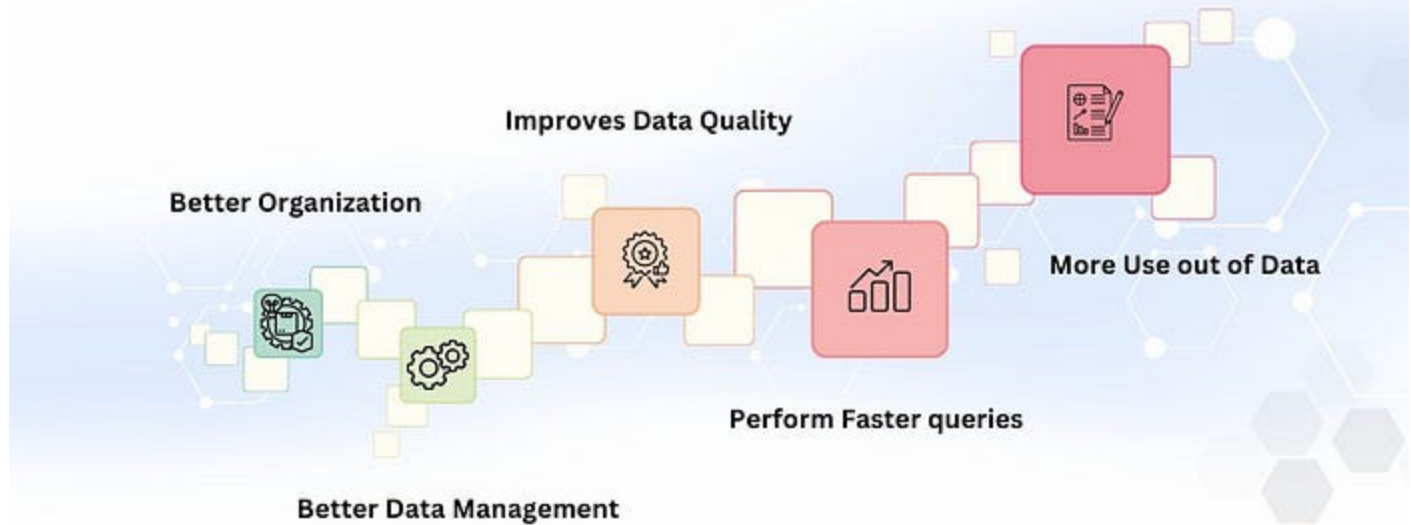 Better Organization
Better Data Management
Improves Data Quality
Perform Faster queries
More Use out of Data